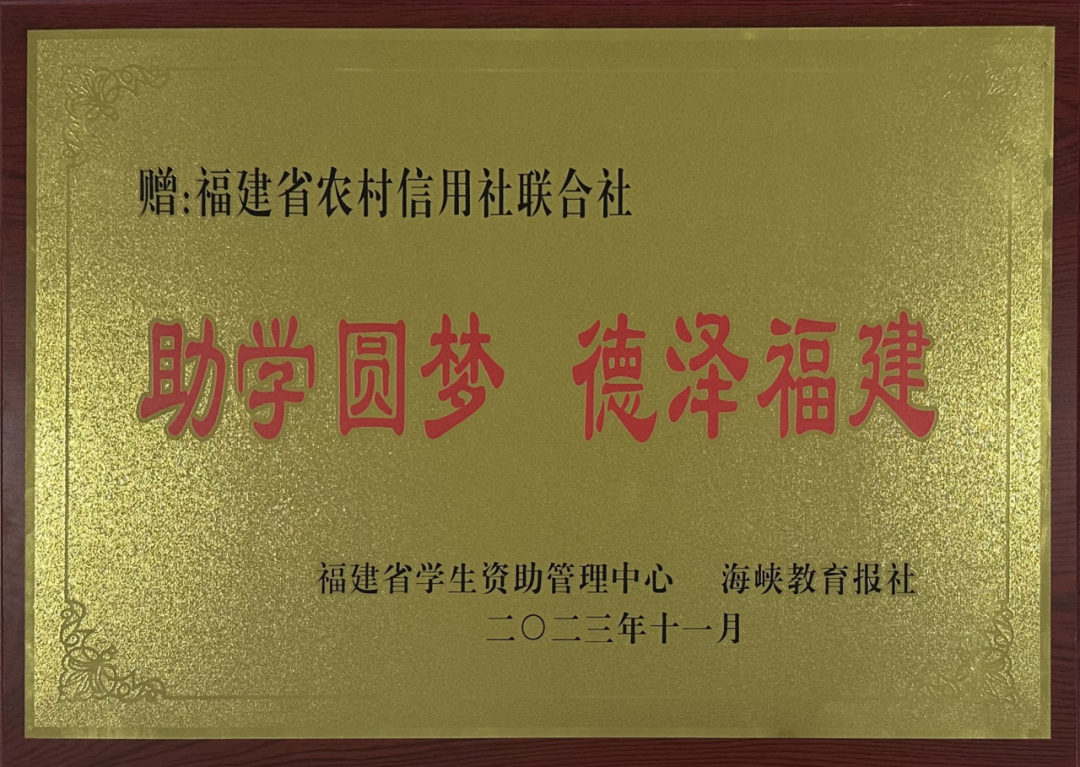 赠:福建省农村信用社联合社
助学圆梦 德泽福建
福建省学生资助管理中心 海峡教育报社
二〇二三年十一月